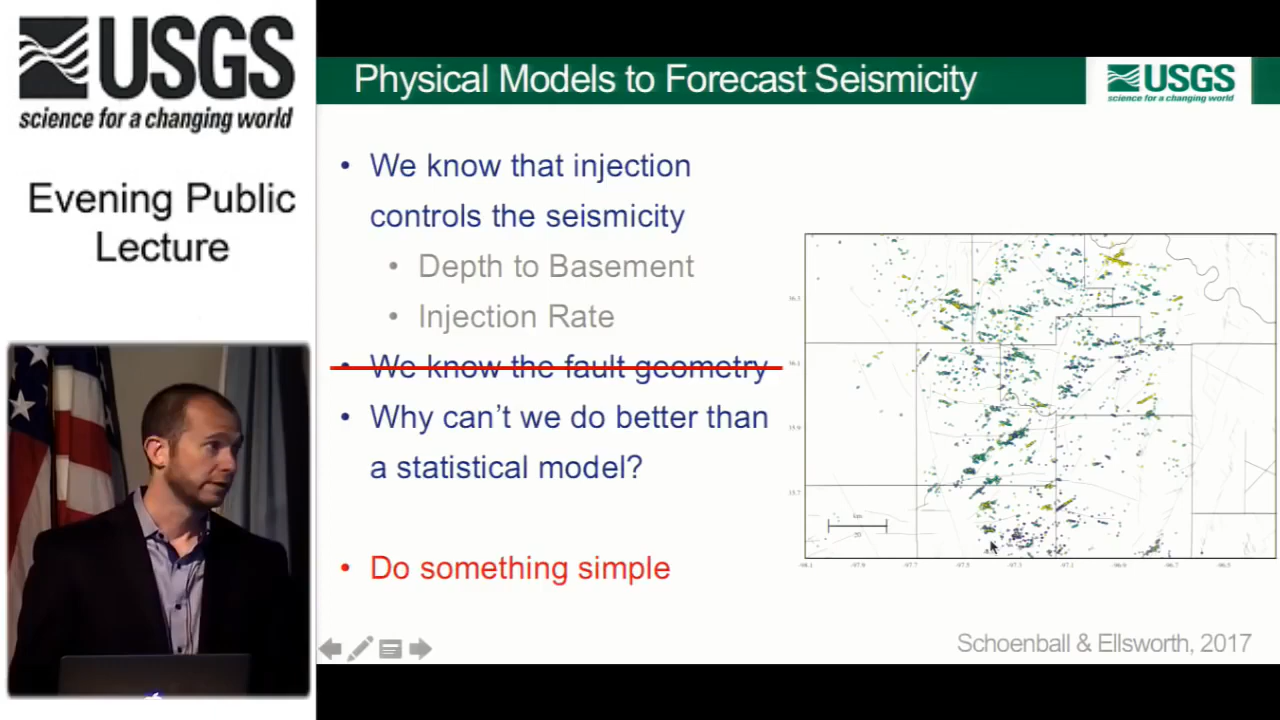 USGS
science for a changing world
Evening Public
Lecture
Physical Models to Forecast Seismicity
USGS
science for a changing world
• We know that injection
controls the seismicity
• Depth to Basement
• Injection Rate
• We know the fault geometry
• Why can't we do better than
a statistical model?
• Do something simple
km
20
Schoenball & Ellsworth, 2017